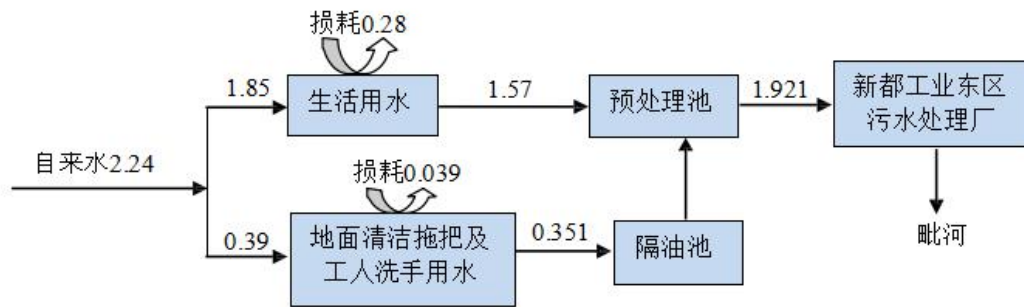 损耗0.28
1.85
生活用水
1.57
预处理池
1.921
新都工业东区
污水处理厂
自来水2.24
损耗0.039
0.39
地面清洁拖把及
工人洗手用水
0.351
隔油池
毗河